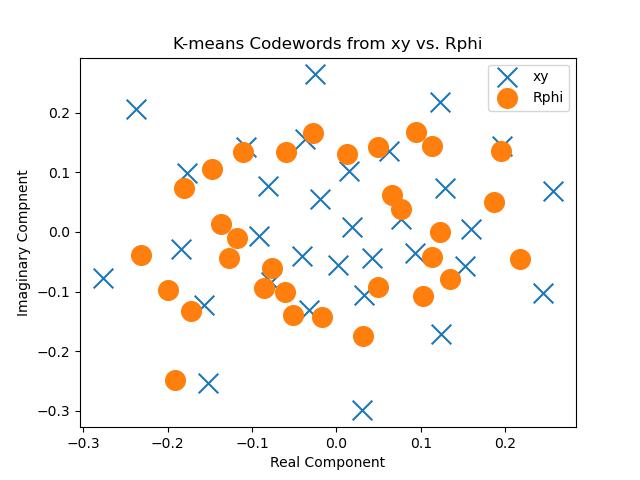 K-means Codewords from xy vs. Rphi
xy
Rphi
0.2
0.1
0.0
−0.1
−0.2
−0.3
Imaginary Compnent
−0.3
−0.2
−0.1
0.0
0.1
0.2
Real Component